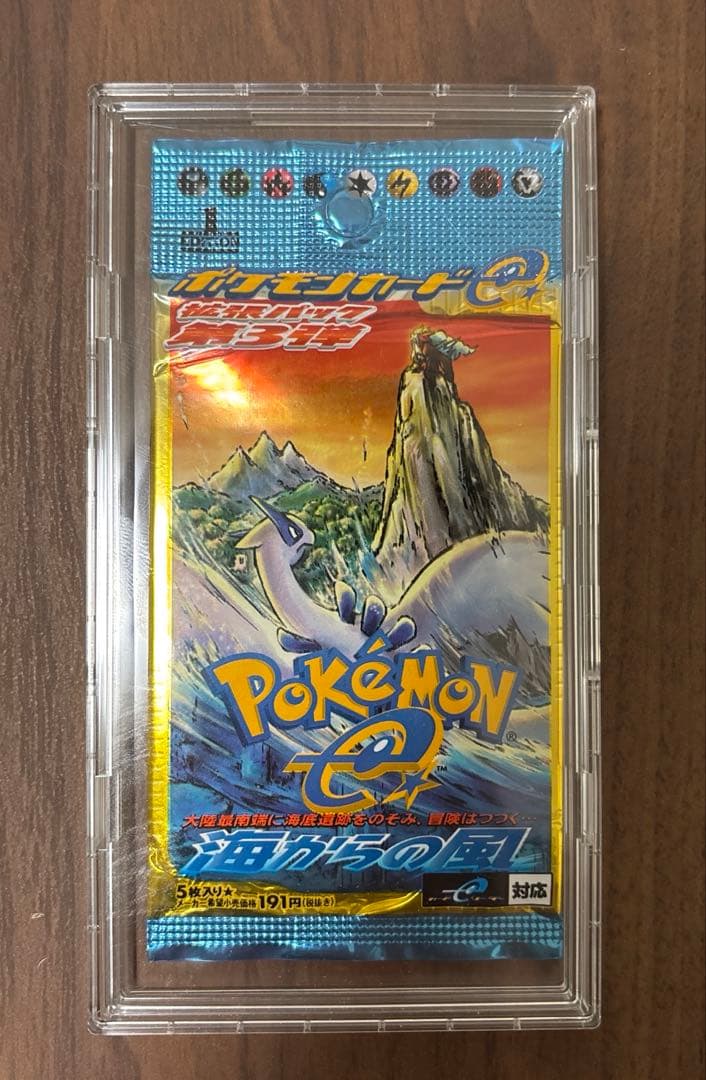 1
EDITION
ポケモンカードe
拡張パック
第3弾
POKéMON
®
e
™
大陸最南端に海底遺跡をのぞみ、冒険はつづく…
海からの風
5枚入り★
メーカー希望小売価格 191円(税抜き)
対応